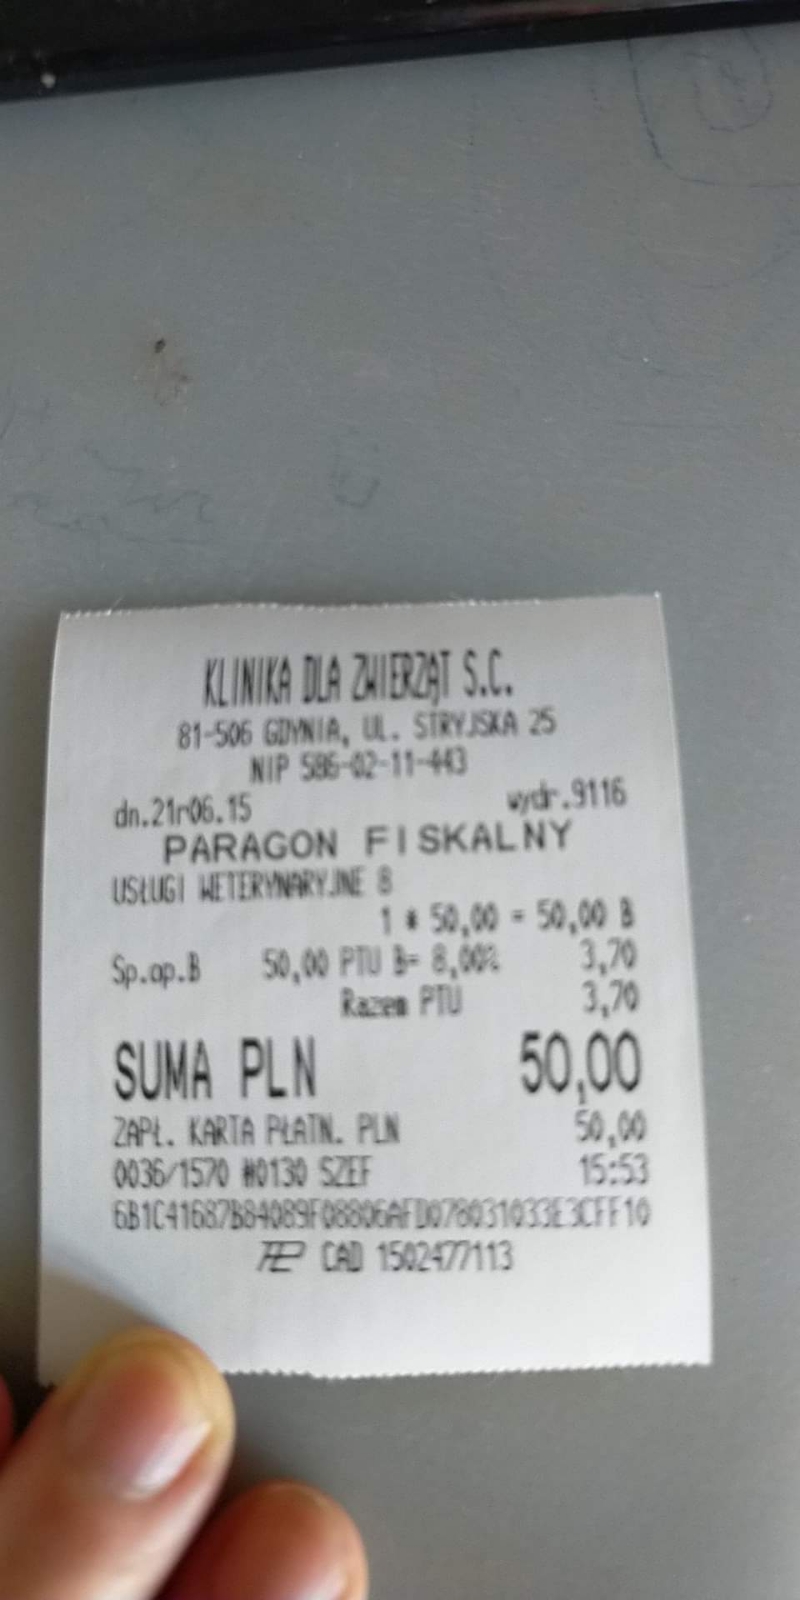 KLINIKA DLA ZWIERZĄT S.C.
81-506 GDYNIA, UL. STRYJSKA 25
NIP 586-02-11-443
dn.21r06.15 wydr.9116
PARAGON FISKALNY
USŁUGI WETERYNARYJNE 8
1 * 50,00 = 50,00 B
Sp.op.B 50,00 PTU B= 8,00% 3,70
Razem PTU 3,70
SUMA PLN 50,00
ZAPŁ. KARTA PŁATN. PLN 50,00
0036/1570 #0130 SZEF 15:53
6B1C41687B84089F08806AFD078031033E3CFF10
CAD 1502477113